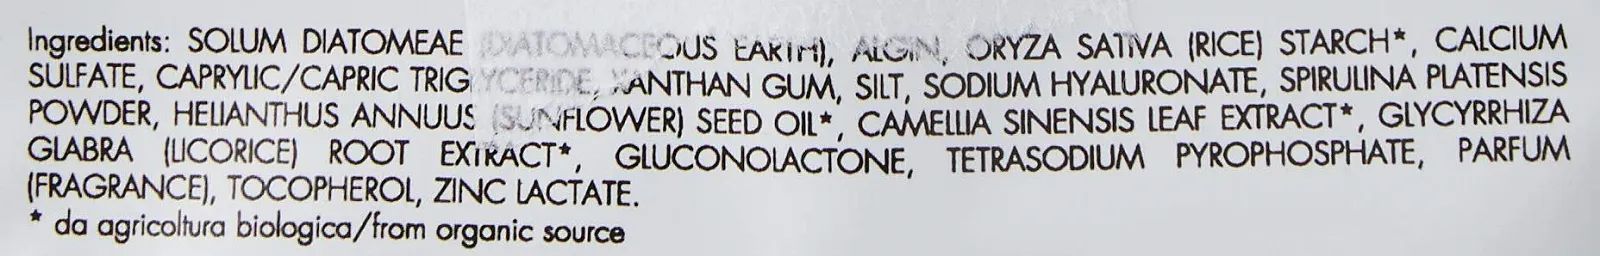 Ingredients: SOLUM DIATOMEAE (DIATOMACEOUS EARTH), ALGIN, ORYZA SATIVA (RICE) STARCH*, CALCIUM
SULFATE, CAPRYLIC/CAPRIC TRIGLYCERIDE, XANTHAN GUM, SILT, SODIUM HYALURONATE, SPIRULINA PLATENSIS
POWDER, HELIANTHUS ANNUUS (SUNFLOWER) SEED OIL*, CAMELLIA SINENSIS LEAF EXTRACT*, GLYCYRRHIZA
GLABRA (LICORICE) ROOT EXTRACT*, GLUCONOLACTONE, TETRASODIUM PYROPHOSPHATE, PARFUM
(FRAGRANCE), TOCOPHEROL, ZINC LACTATE.
* da agricoltura biologica/from organic source